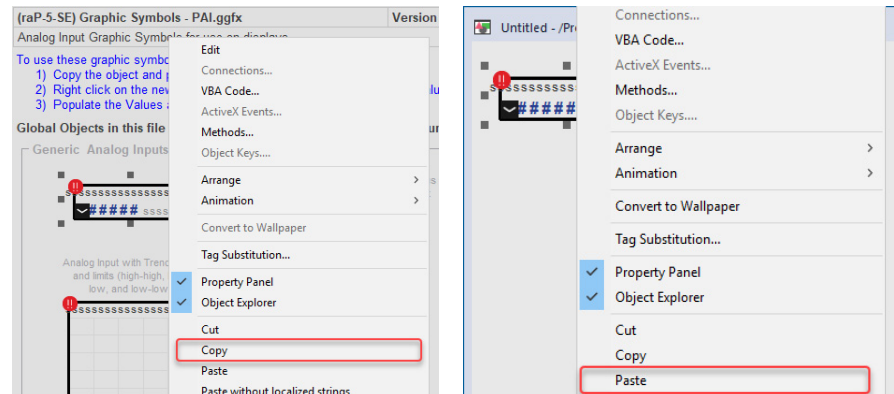 (raP-5-SE) Graphic Symbols - PAI.ggfx Version
Analog Input Graphic Symbols for use on displays
To use these graphic symbo
1) Copy the object and p
2) Right click on the new
3) Populate the Values a
Global Objects in this file
Generic Analog Inputs
sssssssssssssss
##### ssss
Analog Input with Trend
and limits (high-high,
low, and low-low
sssssssssssssss
Edit
Connections...
VBA Code...
ActiveX Events...
Methods...
Object Keys....
Arrange
Animation
Convert to Wallpaper
Tag Substitution...
Property Panel
Object Explorer
Cut
Copy
Paste
Paste without localized strings
Untitled - /Pr
sssssssss
#####
Connections...
VBA Code...
ActiveX Events...
Methods...
Object Keys....
Arrange
Animation
Convert to Wallpaper
Tag Substitution...
Property Panel
Object Explorer
Cut
Copy
Paste